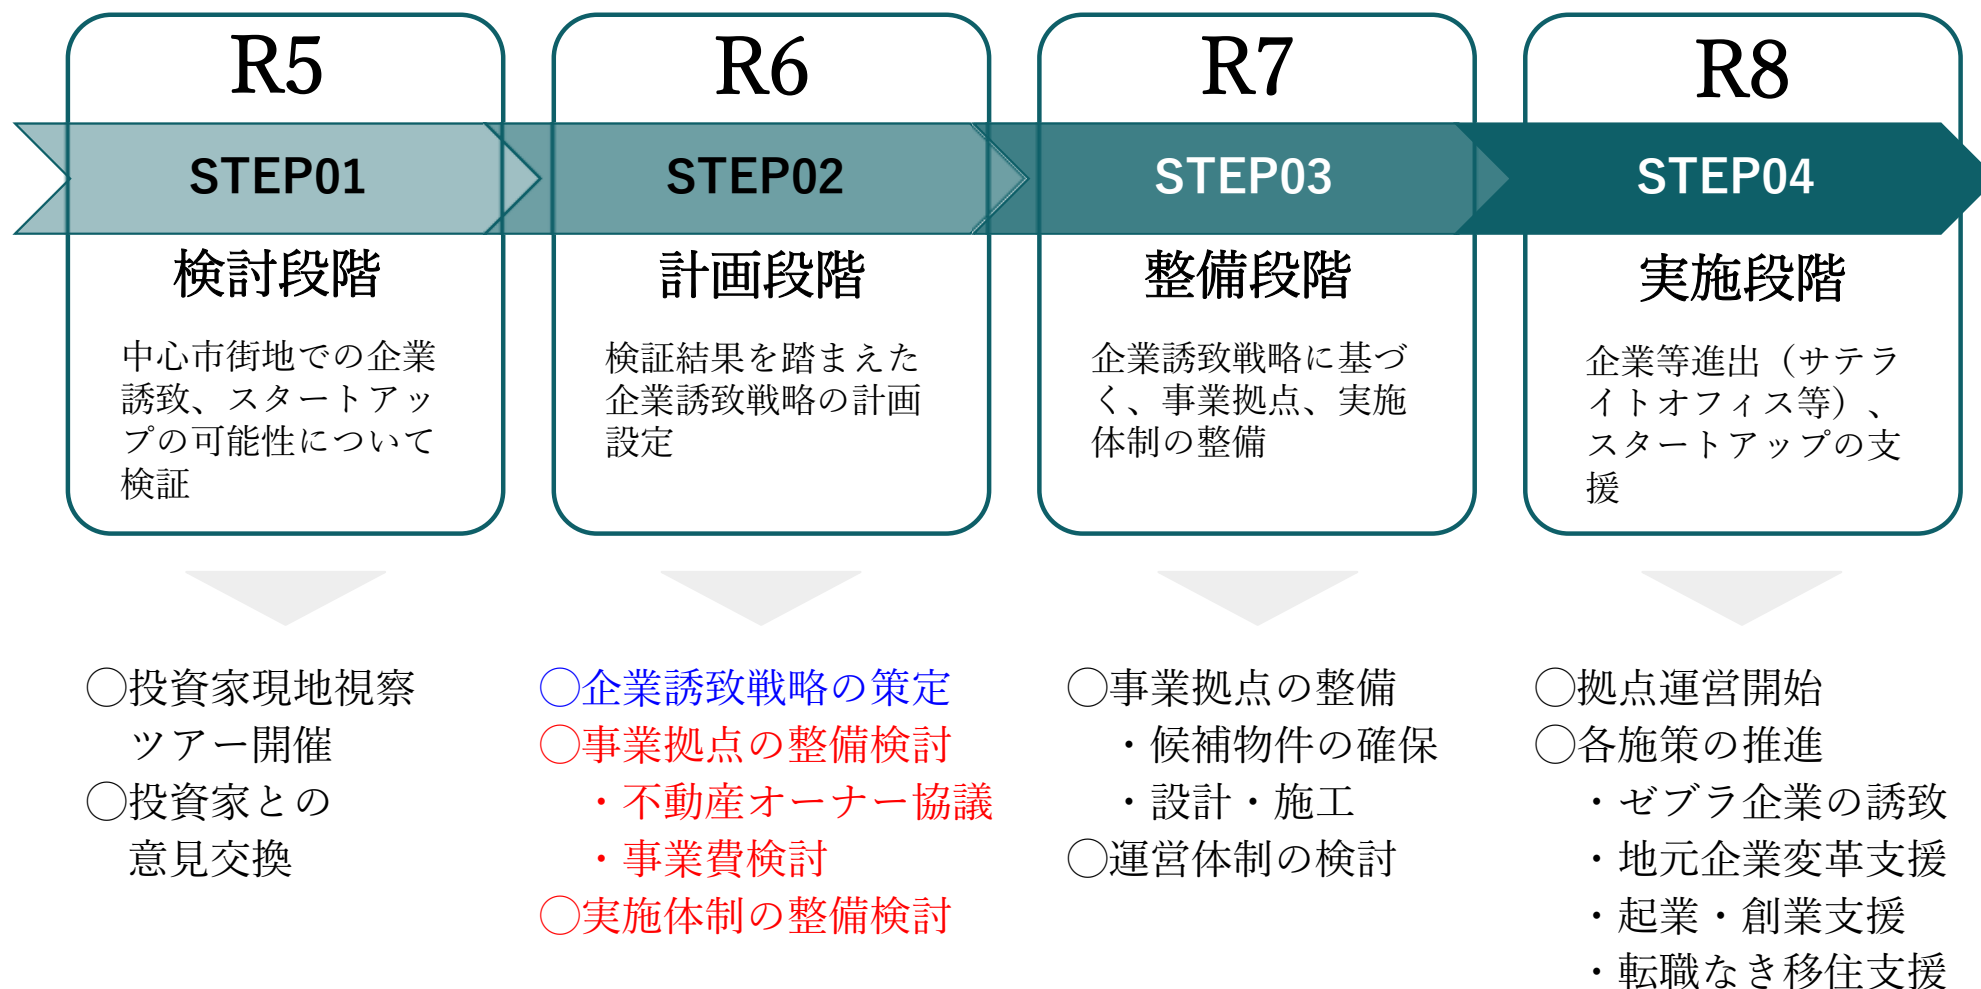 R5
STEP01
検討段階
中心市街地での企業
誘致、スタートアッ
プの可能性について
検証
◯投資家現地視察
ツアー開催
◯投資家との
意見交換
R6
STEP02
計画段階
検証結果を踏まえた
企業誘致戦略の計画
設定
◯企業誘致戦略の策定
◯事業拠点の整備検討
・不動産オーナー協議
・事業費検討
◯実施体制の整備検討
R7
STEP03
整備段階
企業誘致戦略に基づ
く、事業拠点、実施
体制の整備
◯事業拠点の整備
・候補物件の確保
・設計・施工
◯運営体制の検討
R8
STEP04
実施段階
企業等進出（サテラ
イトオフィス等）、
スタートアップの支
援
◯拠点運営開始
◯各施策の推進
・ゼブラ企業の誘致
・地元企業変革支援
・起業・創業支援
・転職なき移住支援